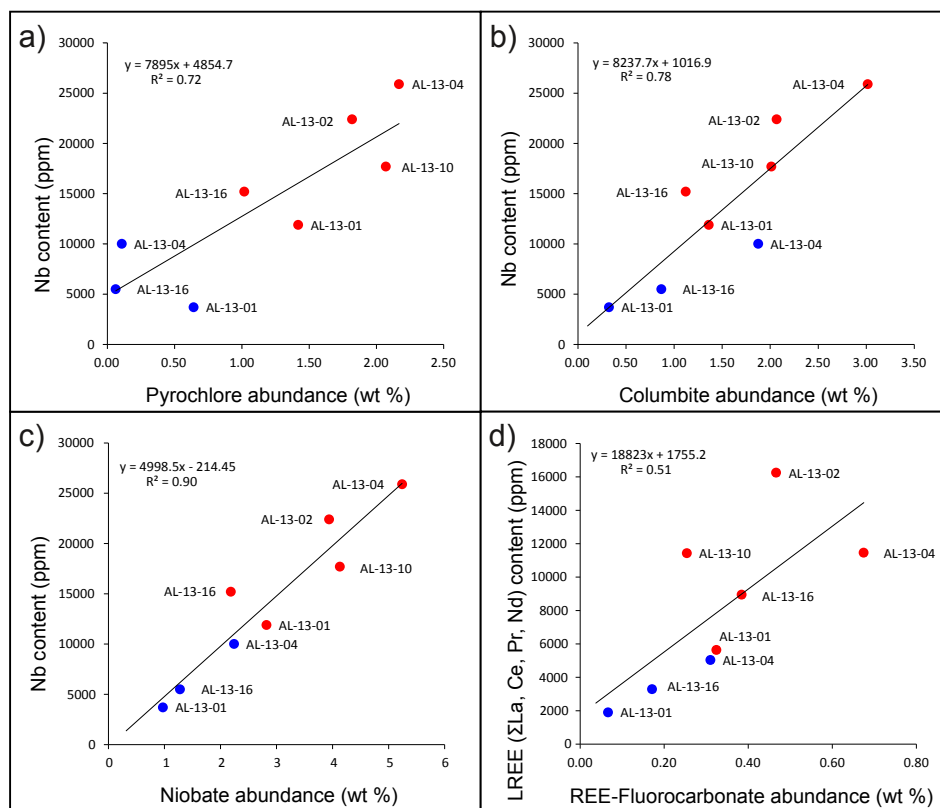 a)
y = 7895x + 4854.7
R² = 0.72
30000
25000
20000
15000
10000
5000
0
Nb content (ppm)
AL-13-04
AL-13-02
AL-13-10
AL-13-16
AL-13-01
AL-13-04
AL-13-16
AL-13-01
0.00 0.50 1.00 1.50 2.00 2.50
Pyrochlore abundance (wt %)
b)
y = 8237.7x + 1016.9
R² = 0.78
30000
25000
20000
15000
10000
5000
0
Nb content (ppm)
AL-13-04
AL-13-02
AL-13-10
AL-13-16
AL-13-01
AL-13-04
AL-13-16
AL-13-01
0.00 0.50 1.00 1.50 2.00 2.50 3.00 3.50
Columbite abundance (wt %)
c)
y = 4998.5x - 214.45
R² = 0.90
30000
25000
20000
15000
10000
5000
0
Nb content (ppm)
AL-13-04
AL-13-02
AL-13-10
AL-13-16
AL-13-01
AL-13-04
AL-13-16
AL-13-01
0 1 2 3 4 5 6
Niobate abundance (wt %)
d)
y = 18823x + 1755.2
R² = 0.51
18000
16000
14000
12000
10000
8000
6000
4000
2000
0
LREE (ΣLa, Ce, Pr, Nd) content (ppm)
AL-13-02
AL-13-10
AL-13-04
AL-13-16
AL-13-01
AL-13-04
AL-13-16
AL-13-01
0.00 0.20 0.40 0.60 0.80
REE-Fluorocarbonate abundance (wt %)